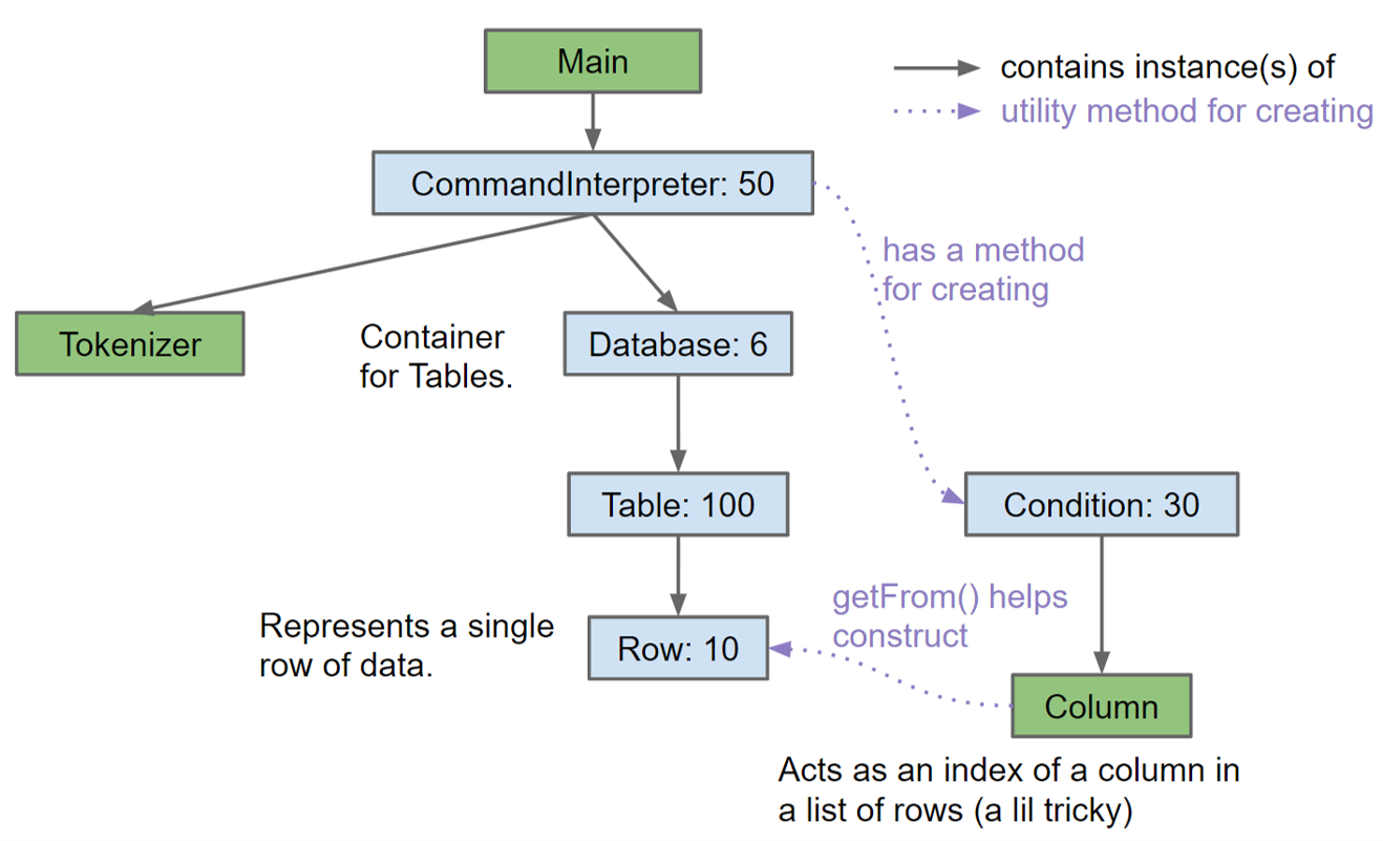 Main
contains instance(s) of
utility method for creating
CommandInterpreter: 50
has a method
for creating
Tokenizer
Container
for Tables.
Database: 6
Table: 100
Condition: 30
getFrom() helps
construct
Represents a single
row of data.
Row: 10
Column
Acts as an index of a column in
a list of rows (a lil tricky)